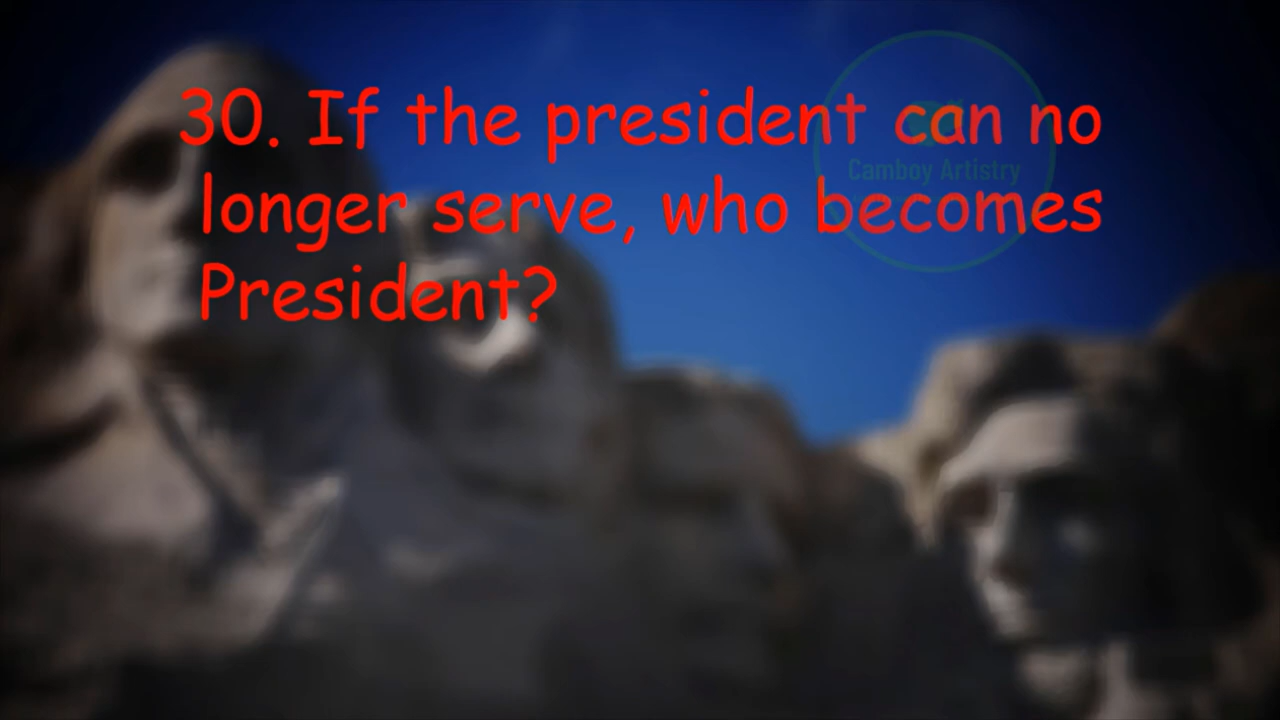 30. If the president can no
longer serve, who becomes
President?
Camboy Artistry